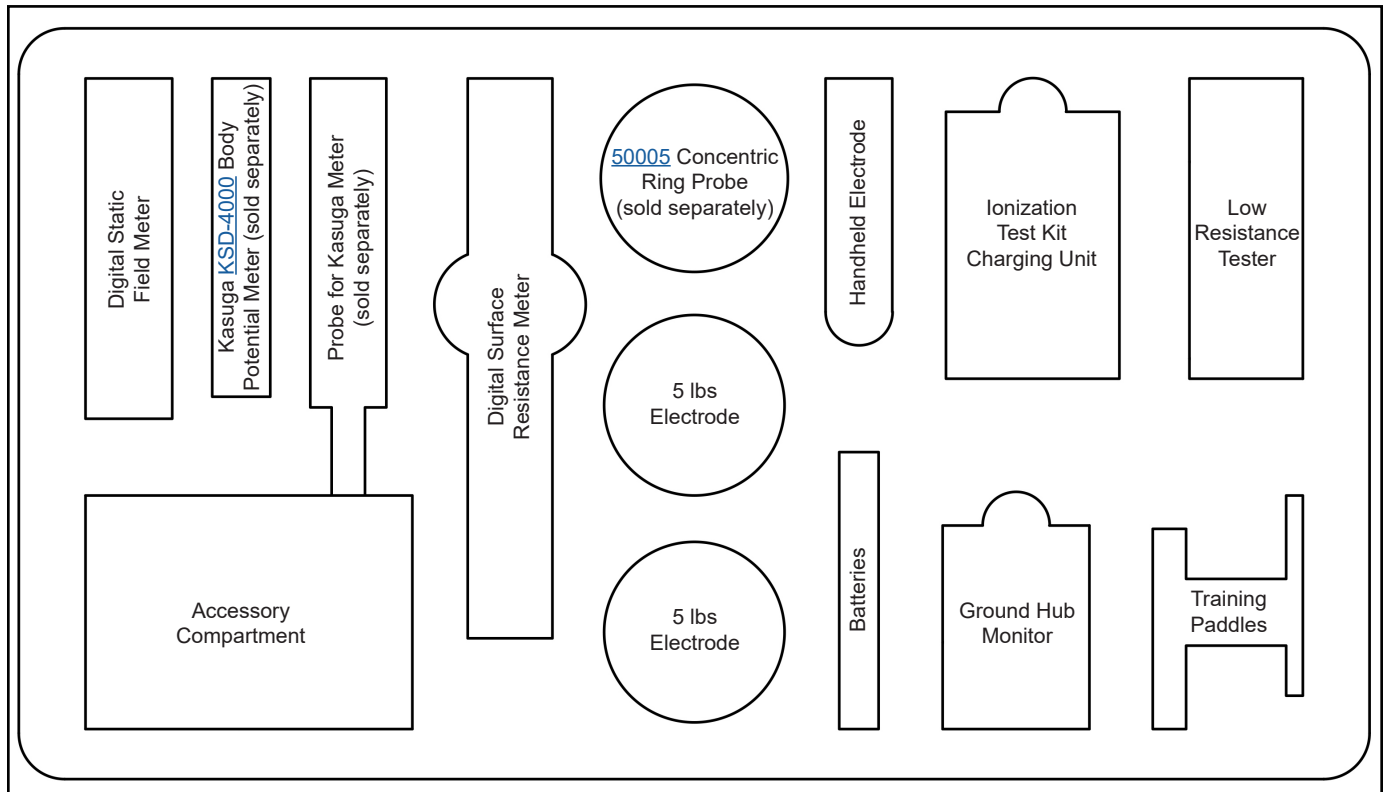 Digital Static
Field Meter
Kasuga KSD-4000 Body
Potential Meter (sold separately)
Probe for Kasuga Meter
(sold separately)
Digital Surface
Resistance Meter
50005 Concentric
Ring Probe
(sold separately)
Handheld Electrode
Ionization
Test Kit
Charging Unit
Low
Resistance
Tester
5 lbs
Electrode
Accessory
Compartment
5 lbs
Electrode
Batteries
Ground Hub
Monitor
Training
Paddles